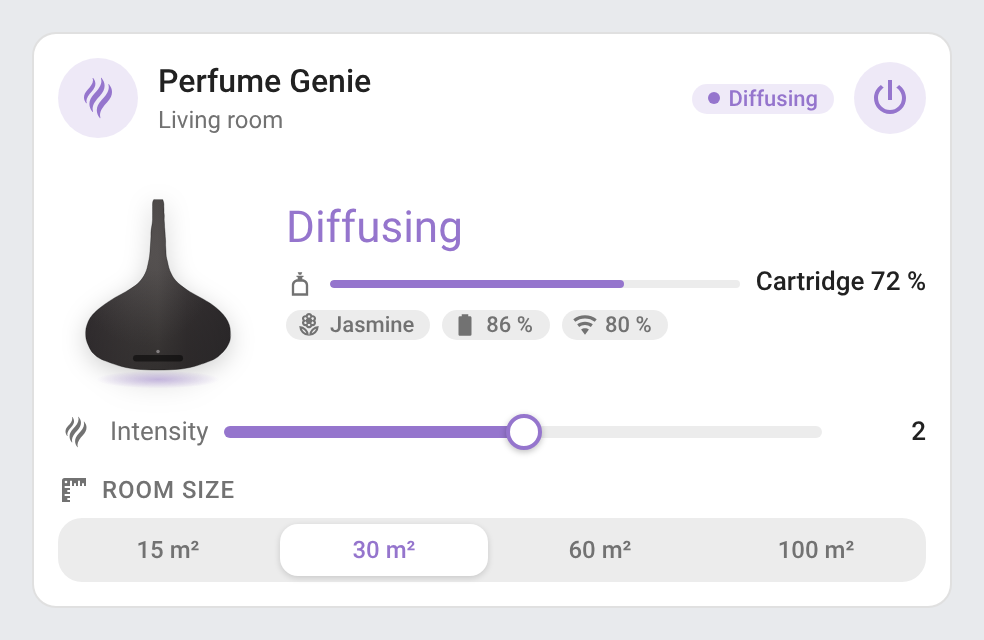 Perfume Genie
Living room
Diffusing
Diffusing
Cartridge 72 %
Jasmine
86 %
80 %
Intensity
2
ROOM SIZE
15 m²
30 m²
60 m²
100 m²